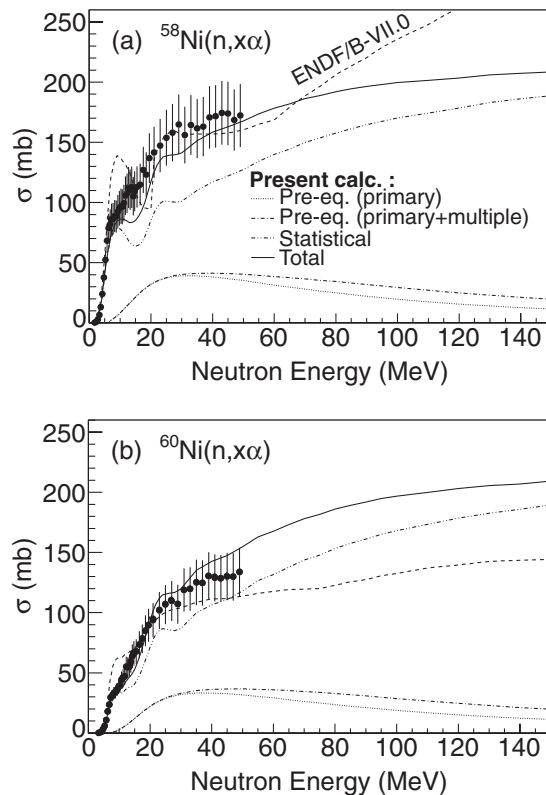 250
200
150
100
50
0
σ (mb)
(a) ⁵⁸Ni(n,xα)
ENDF/B-VII.0
Present calc. :
Pre-eq. (primary)
Pre-eq. (primary+multiple)
Statistical
Total
0 20 40 60 80 100 120 140
Neutron Energy (MeV)
250
200
150
100
50
0
σ (mb)
(b) ⁶⁰Ni(n,xα)
0 20 40 60 80 100 120 140
Neutron Energy (MeV)